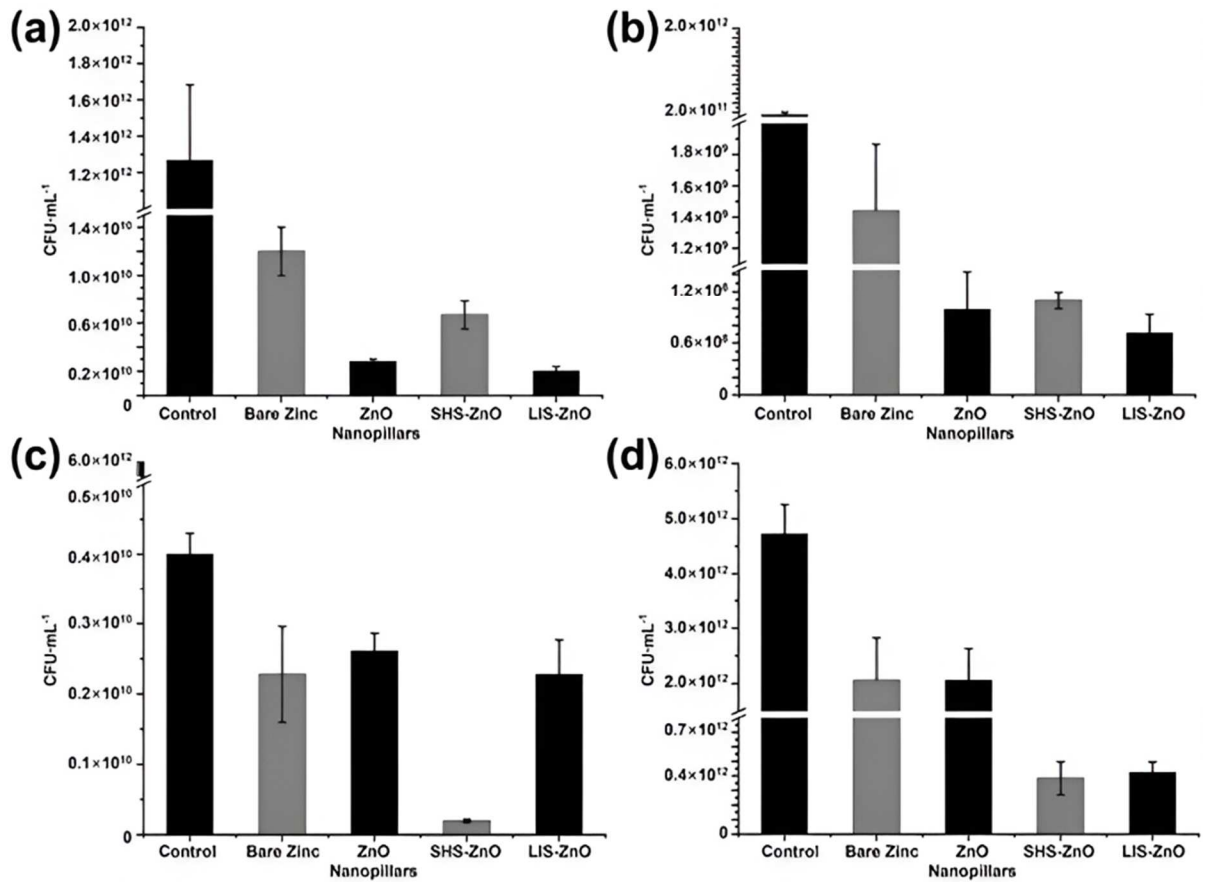 (a)
2.0×10¹²
1.8×10¹²
1.6×10¹²
1.4×10¹²
1.2×10¹²
1.4×10¹⁰
1.0×10¹⁰
0.6×10¹⁰
0.2×10¹⁰
0
CFU·mL⁻¹
Control Bare Zinc ZnO SHS-ZnO LIS-ZnO
Nanopillars
(b)
2.0×10¹²
2.0×10¹¹
1.8×10⁹
1.6×10⁹
1.4×10⁹
1.2×10⁹
0
CFU·mL⁻¹
Control Bare Zinc ZnO SHS-ZnO LIS-ZnO
Nanopillars
(c)
6.0×10¹²
0.5×10¹⁰
0.4×10¹⁰
0.3×10¹⁰
0.2×10¹⁰
0.1×10¹⁰
0
CFU·mL⁻¹
Control Bare Zinc ZnO SHS-ZnO LIS-ZnO
Nanopillars
(d)
6.0×10¹²
5.0×10¹²
4.0×10¹²
3.0×10¹²
2.0×10¹²
0.7×10¹²
0.4×10¹²
0
CFU·mL⁻¹
Control Bare Zinc ZnO SHS-ZnO LIS-ZnO
Nanopillars